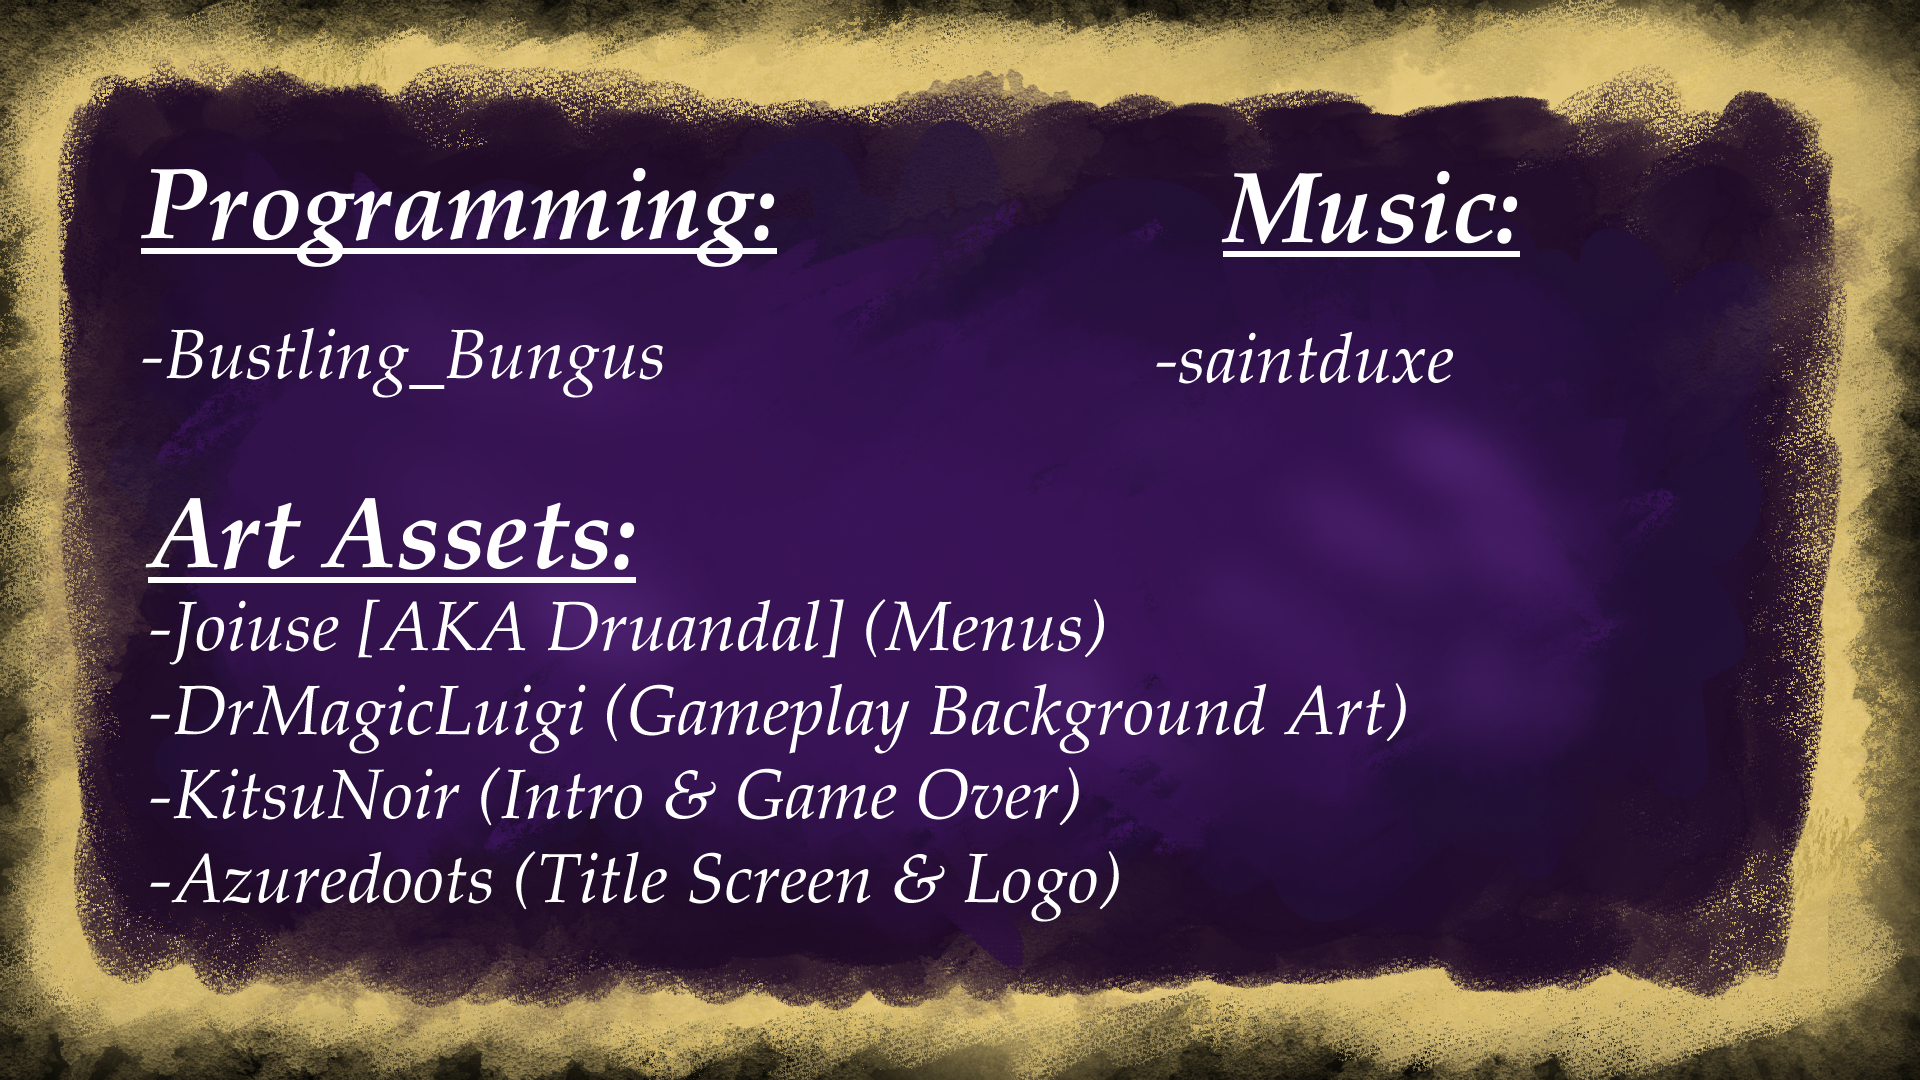 Programming:
-Bustling_Bungus
Music:
-saintduxe
Art Assets:
-Joiuse [AKA Druandal] (Menus)
-DrMagicLuigi (Gameplay Background Art)
-KitsuNoir (Intro & Game Over)
-Azuredoots (Title Screen & Logo)